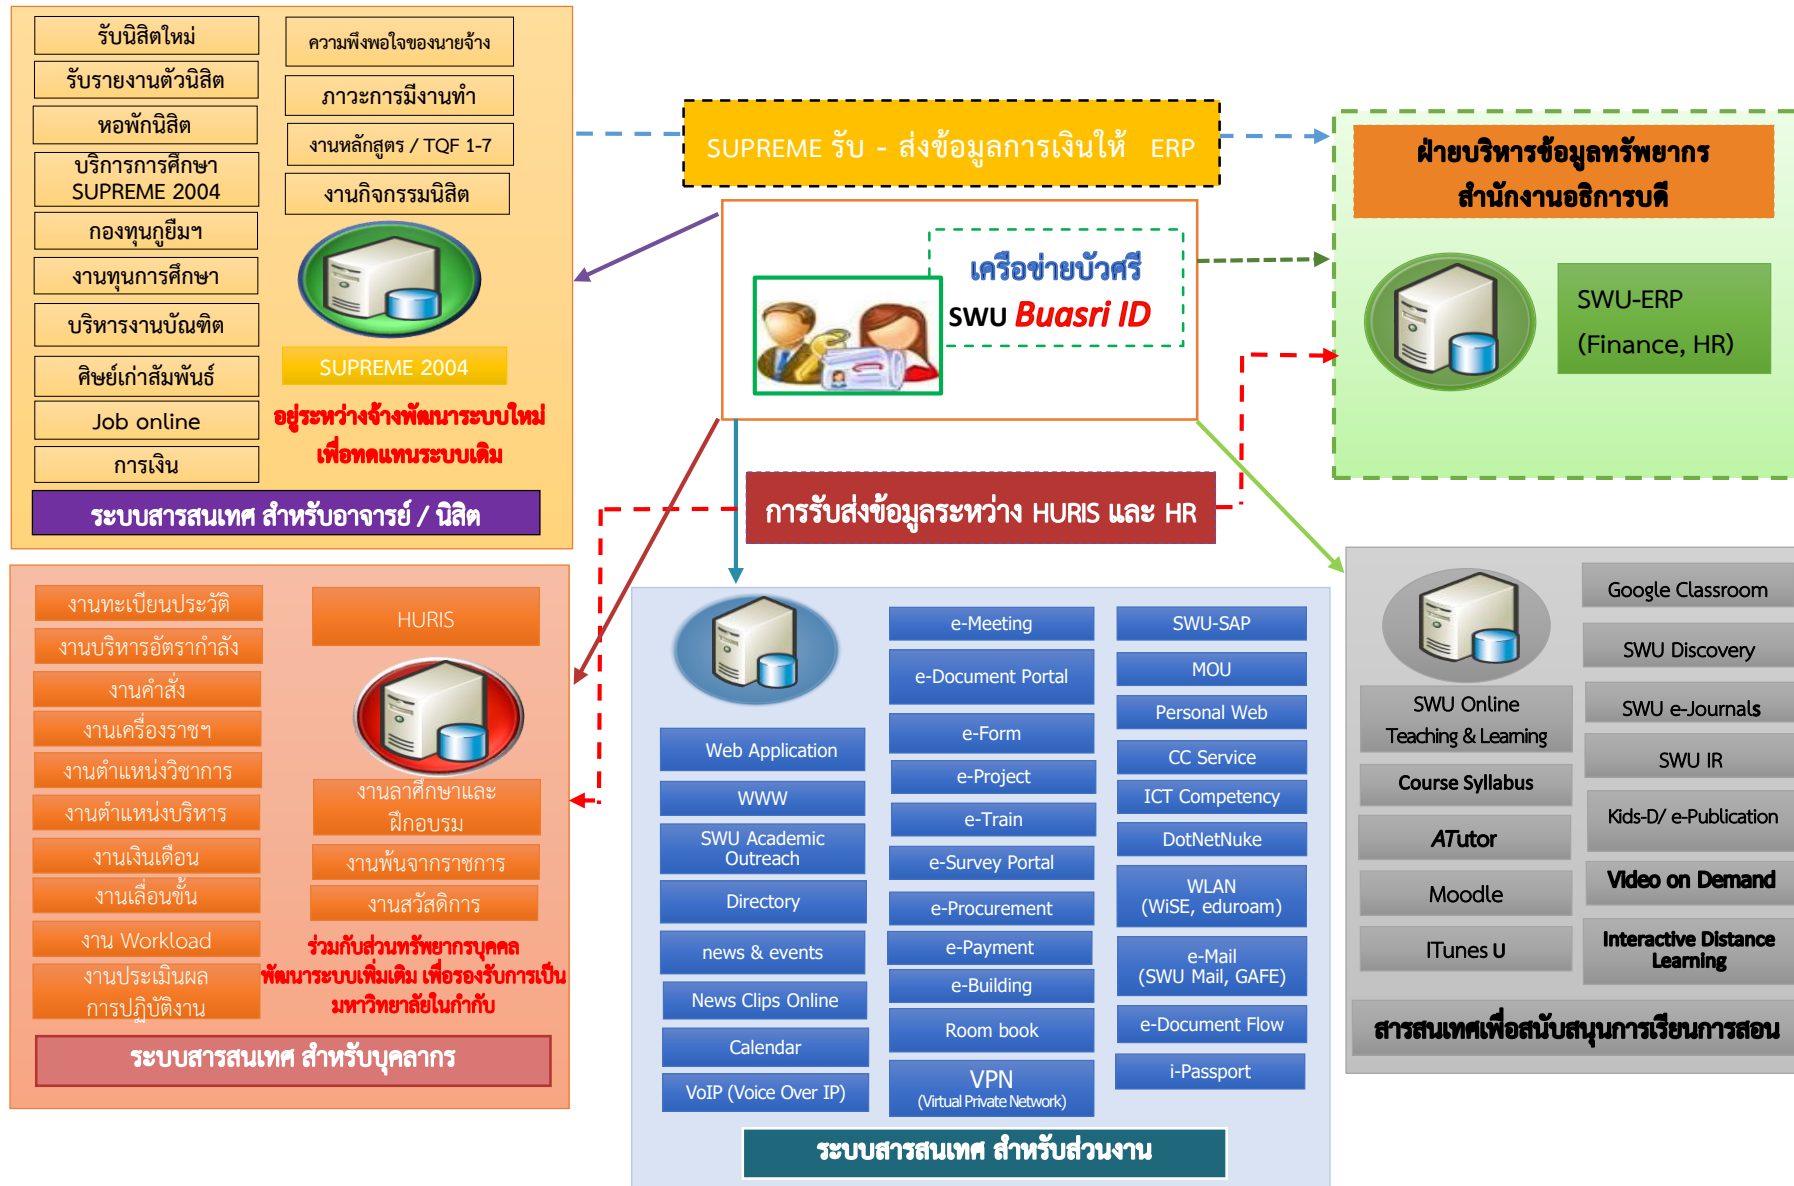 รับนิสิตใหม่
รับรายงานตัวนิสิต
หอพักนิสิต
บริการการศึกษา
SUPREME 2004
กองทุนกู้ยืมฯ
งานทุนการศึกษา
บริหารงานบัณฑิต
ศิษย์เก่าสัมพันธ์
Job online
การเงิน
ความพึงพอใจของนายจ้าง
ภาวะการมีงานทำ
งานหลักสูตร / TQF 1-7
งานกิจกรรมนิสิต
SUPREME 2004
อยู่ระหว่างจ้างพัฒนาระบบใหม่
เพื่อทดแทนระบบเดิม
ระบบสารสนเทศ สำหรับอาจารย์ / นิสิต
SUPREME รับ - ส่งข้อมูลการเงินให้ ERP
เครือข่ายบัวศรี
SWU Buasri ID
ฝ่ายบริหารข้อมูลทรัพยากร
สำนักงานอธิการบดี
SWU-ERP
(Finance, HR)
การรับส่งข้อมูลระหว่าง HURIS และ HR
งานทะเบียนประวัติ
งานบริหารอัตรากำลัง
งานคำสั่ง
งานเครื่องราชฯ
งานตำแหน่งวิชาการ
งานตำแหน่งบริหาร
งานเงินเดือน
งานเลื่อนขั้น
งาน Workload
งานประเมินผล
การปฏิบัติงาน
HURIS
งานลาศึกษาและ
ฝึกอบรม
งานพ้นจากราชการ
งานสวัสดิการ
ร่วมกับส่วนทรัพยากรบุคคล
พัฒนาระบบเพิ่มเติม เพื่อรองรับการเป็น
มหาวิทยาลัยในกำกับ
ระบบสารสนเทศ สำหรับบุคลากร
Web Application
WWW
SWU Academic
Outreach
Directory
news & events
News Clips Online
Calendar
VoIP (Voice Over IP)
e-Meeting
e-Document Portal
e-Form
e-Project
e-Train
e-Survey Portal
e-Procurement
e-Payment
e-Building
Room book
VPN
(Virtual Private Network)
SWU-SAP
MOU
Personal Web
CC Service
ICT Competency
DotNetNuke
WLAN
(WiSE, eduroam)
e-Mail
(SWU Mail, GAFE)
e-Document Flow
i-Passport
ระบบสารสนเทศ สำหรับส่วนงาน
SWU Online
Teaching & Learning
Course Syllabus
ATutor
Moodle
ITunes U
Google Classroom
SWU Discovery
SWU e-Journals
SWU IR
Kids-D/ e-Publication
Video on Demand
Interactive Distance
Learning
สารสนเทศเพื่อสนับสนุนการเรียนการสอน